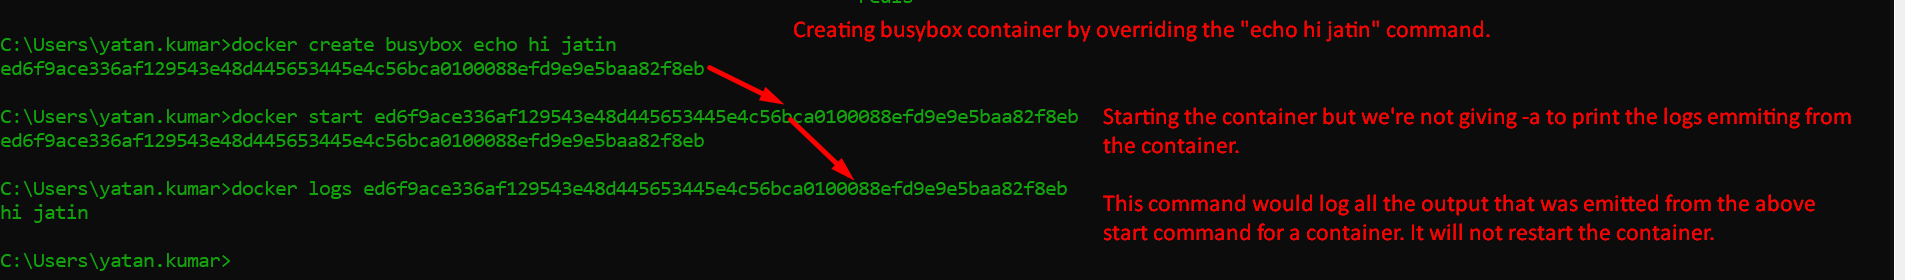 Creating busybox container by overriding the "echo hi jatin" command.
C:\Users\yatan.kumar>docker create busybox echo hi jatin
ed6f9ace336af129543e48d445653445e4c56bca0100088efd9e9e5baa82f8eb
C:\Users\yatan.kumar>docker start ed6f9ace336af129543e48d445653445e4c56bca0100088efd9e9e5baa82f8eb
Starting the container but we're not giving -a to print the logs emmiting from
ed6f9ace336af129543e48d445653445e4c56bca0100088efd9e9e5baa82f8eb
the container.
C:\Users\yatan.kumar>docker logs ed6f9ace336af129543e48d445653445e4c56bca0100088efd9e9e5baa82f8eb
hi jatin
This command would log all the output that was emitted from the above
start command for a container. It will not restart the container.
C:\Users\yatan.kumar>